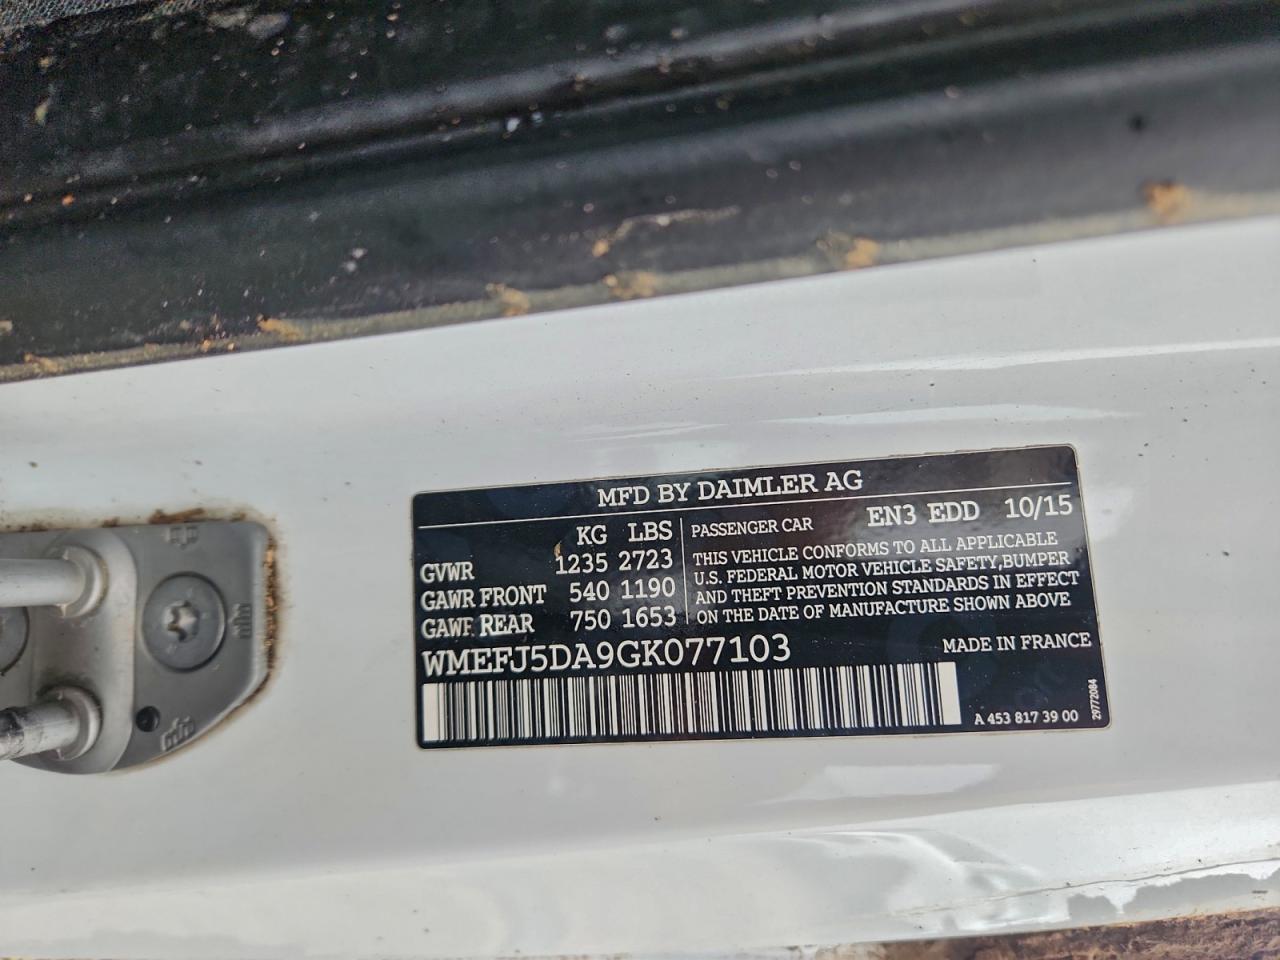 MFD BY DAIMLER AG
KG LBS
GVWR 1235 2723
GAWR FRONT 540 1190
GAWR REAR 750 1653
PASSENGER CAR EN3 EDD 10/15
THIS VEHICLE CONFORMS TO ALL APPLICABLE
U.S. FEDERAL MOTOR VEHICLE SAFETY,BUMPER
AND THEFT PREVENTION STANDARDS IN EFFECT
ON THE DATE OF MANUFACTURE SHOWN ABOVE
WMEFJ5DA9GK077103
MADE IN FRANCE
A 453 817 39 00
29772084